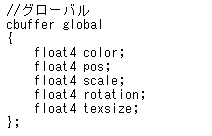 //グローバル
cbuffer global
{
    float4 color;
    float4 pos;
    float4 scale;
    float4 rotation;
    float4 texsize;
};